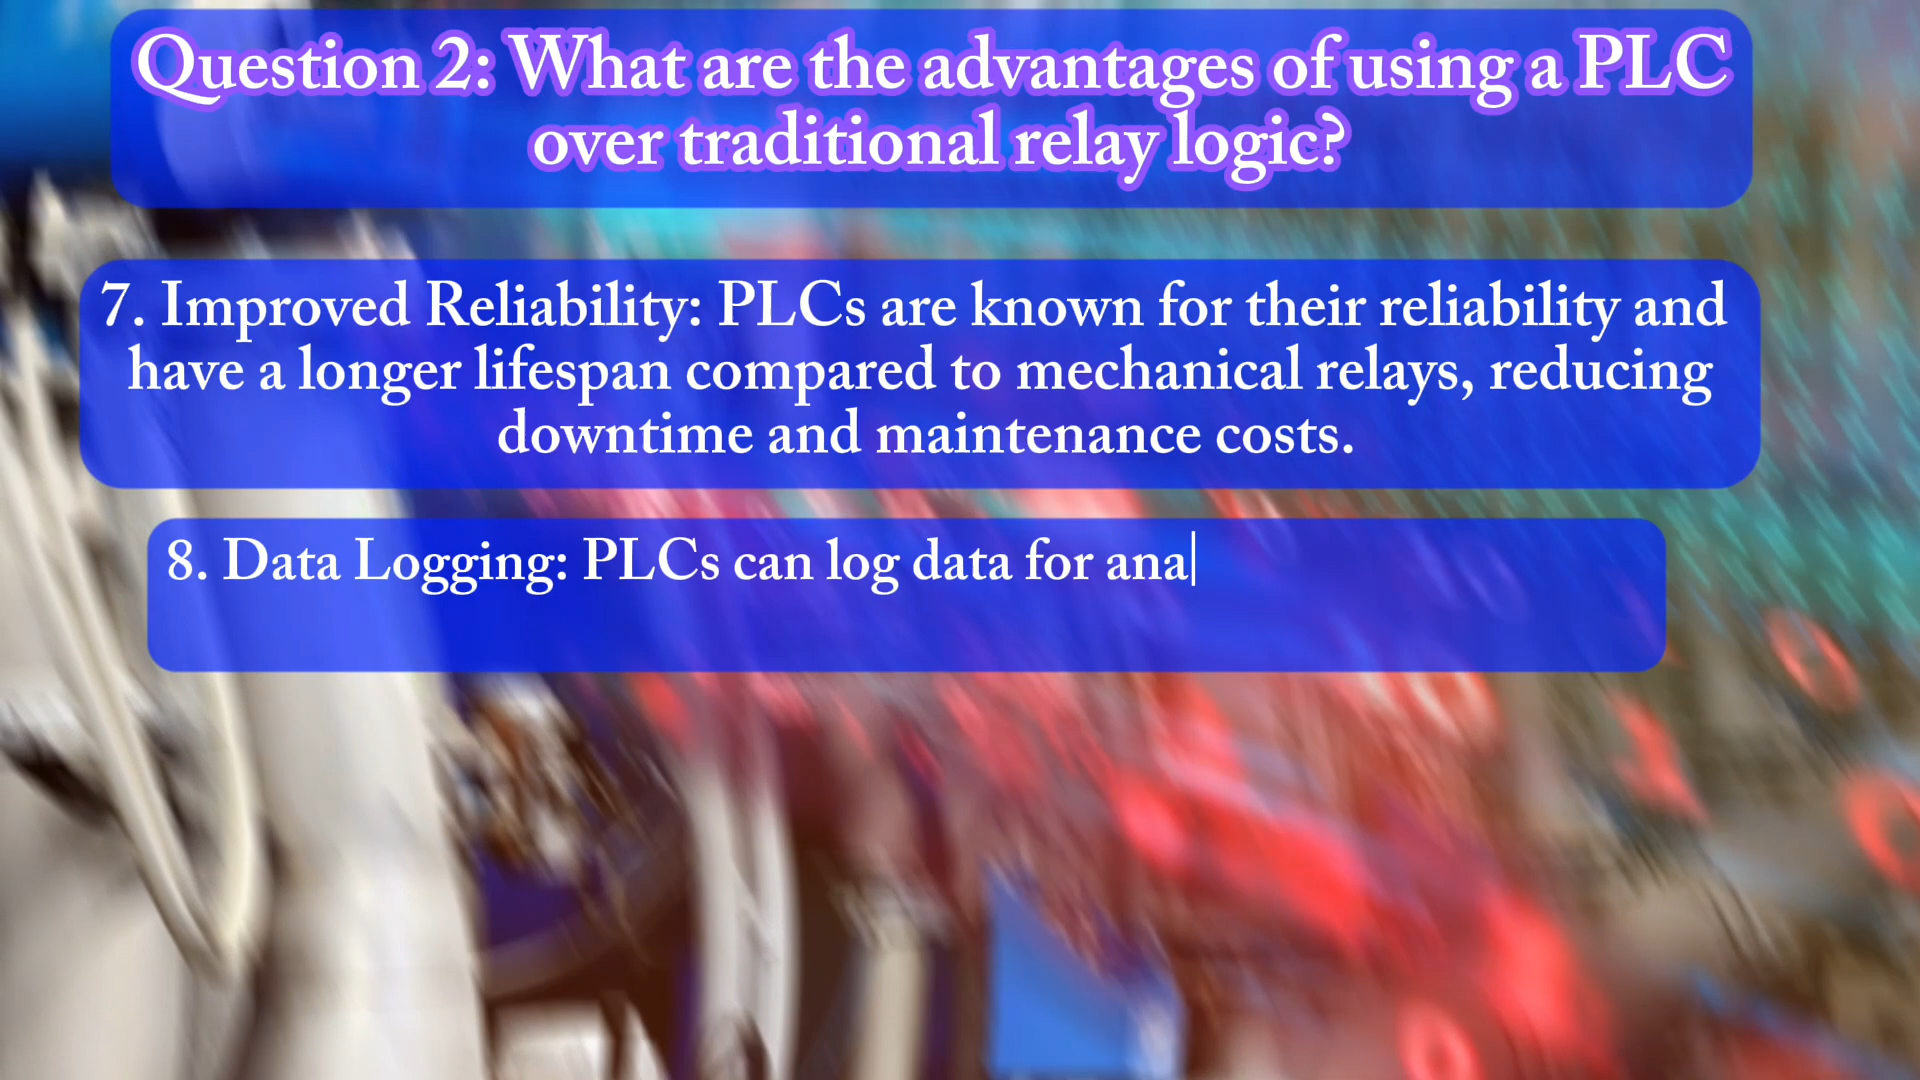 Question 2: What are the advantages of using a PLC
over traditional relay logic?
7. Improved Reliability: PLCs are known for their reliability and
have a longer lifespan compared to mechanical relays, reducing
downtime and maintenance costs.
8. Data Logging: PLCs can log data for ana